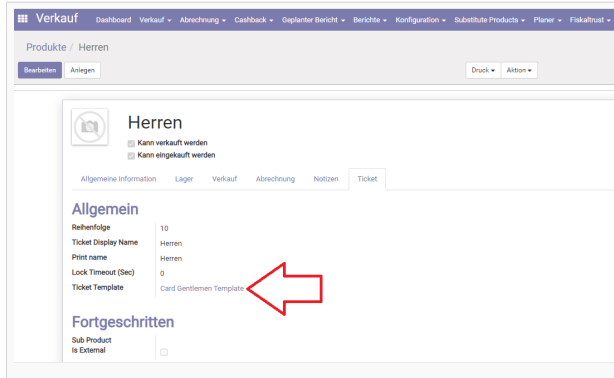 Verkauf Dashboard Verkauf Abrechnung Cashback Geplanter Bericht Berichte Konfiguration Substitute Products Planer Fiskaltrust
Produkte / Herren
Bearbeiten Anlegen Druck Aktion
Herren
Kann verkauft werden
Kann eingekauft werden
Allgemeine Information Lager Verkauf Abrechnung Notizen Ticket
Allgemein
Reihenfolge 10
Ticket Display Name Herren
Print name Herren
Lock Timeout (Sec) 0
Ticket Template Card Gentlemen Template
Fortgeschritten
Sub Product
Is External